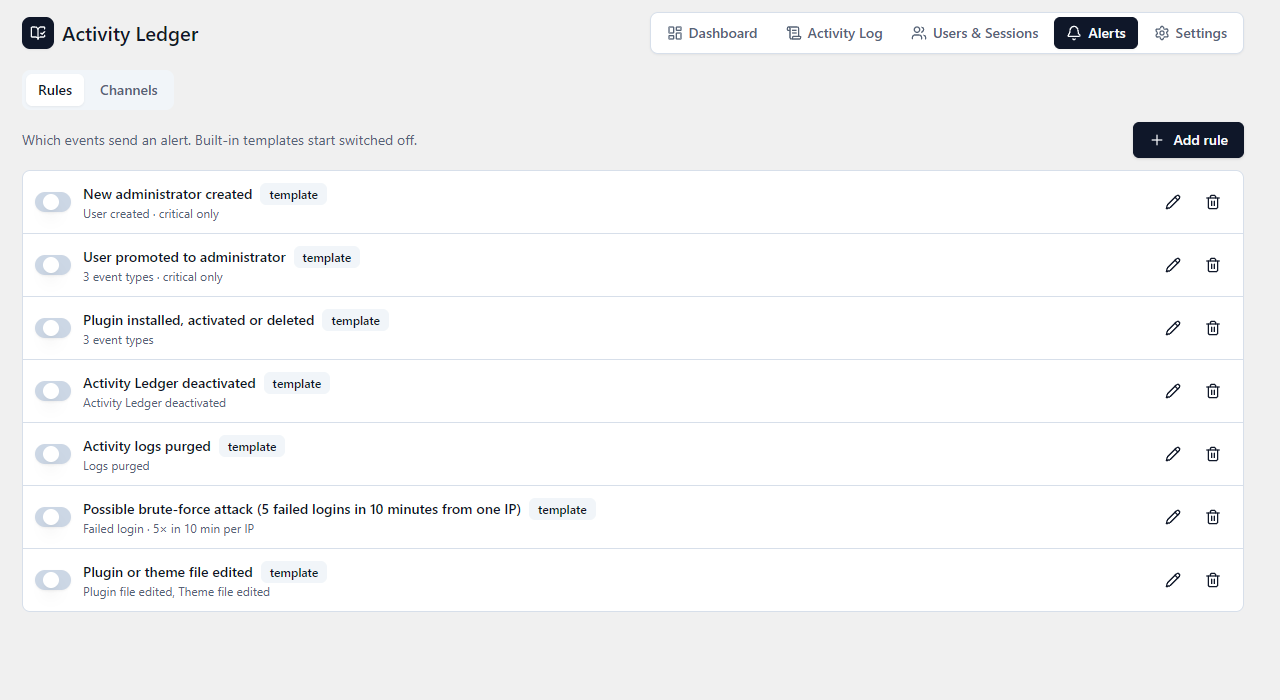 Activity Ledger
Dashboard
Activity Log
Users & Sessions
Alerts
Settings
Rules
Channels
Which events send an alert. Built-in templates start switched off.
+ Add rule
New administrator created template
User created · critical only
User promoted to administrator template
3 event types · critical only
Plugin installed, activated or deleted template
3 event types
Activity Ledger deactivated template
Activity Ledger deactivated
Activity logs purged template
Logs purged
Possible brute-force attack (5 failed logins in 10 minutes from one IP) template
Failed login · 5× in 10 min per IP
Plugin or theme file edited template
Plugin file edited, Theme file edited